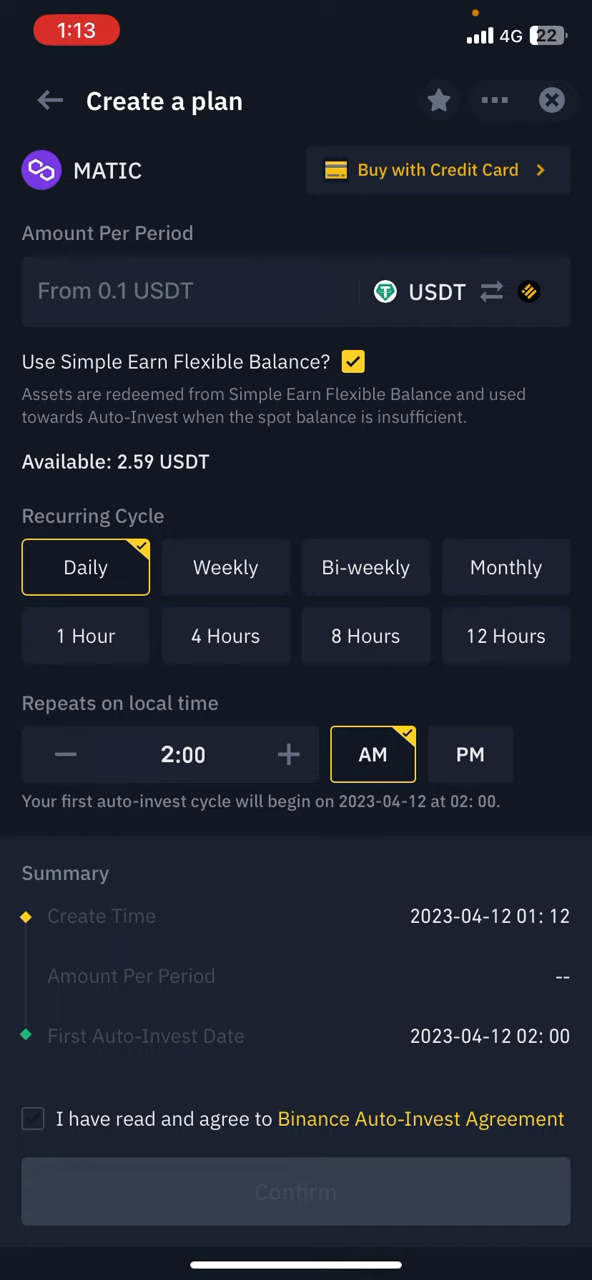 1:13
4G 22
Create a plan
MATIC
Buy with Credit Card
Amount Per Period
From 0.1 USDT
USDT
Use Simple Earn Flexible Balance?
Assets are redeemed from Simple Earn Flexible Balance and used
towards Auto-Invest when the spot balance is insufficient.
Available: 2.59 USDT
Recurring Cycle
Daily Weekly Bi-weekly Monthly
1 Hour 4 Hours 8 Hours 12 Hours
Repeats on local time
2:00 AM PM
Your first auto-invest cycle will begin on 2023-04-12 at 02: 00.
Summary
Create Time 2023-04-12 01: 12
Amount Per Period --
First Auto-Invest Date 2023-04-12 02: 00
I have read and agree to Binance Auto-Invest Agreement
Confirm